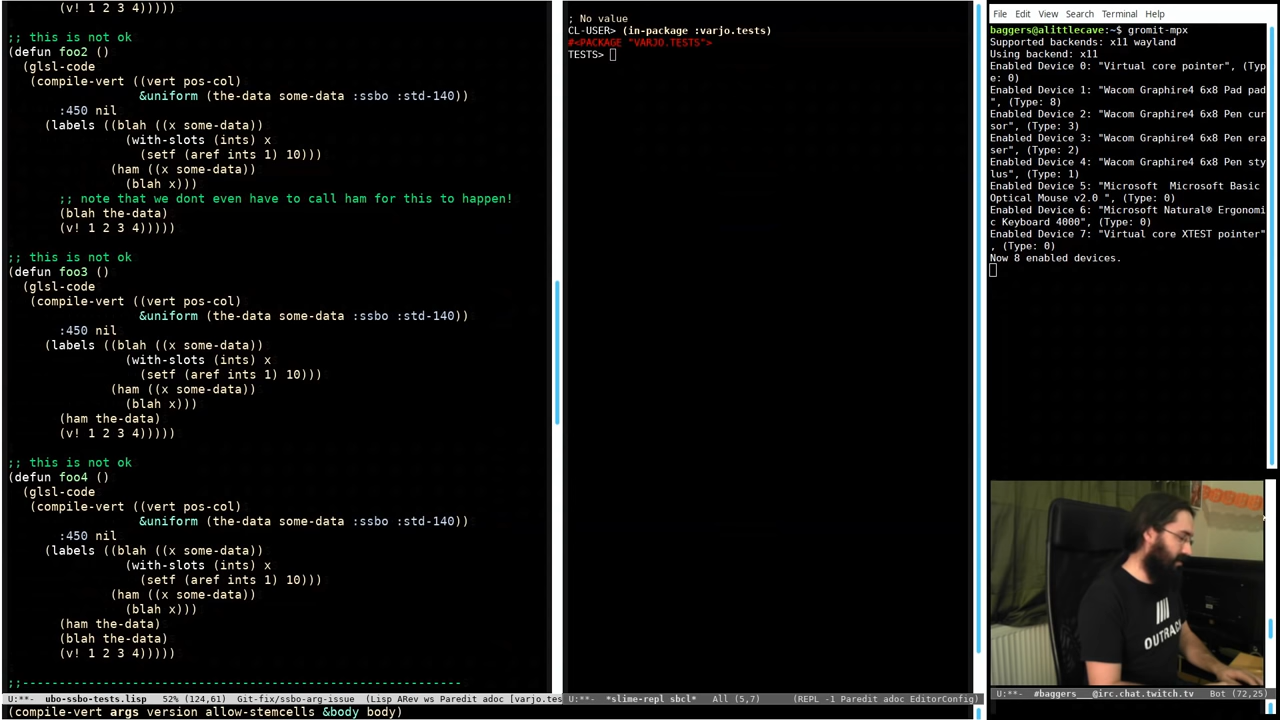 (v! 1 2 3 4)))))
;; this is not ok
(defun foo2 ()
(glsl-code
(compile-vert ((vert pos-col)
&uniform (the-data some-data :ssbo :std-140))
:450 nil
(labels ((blah ((x some-data))
(with-slots (ints) x
(setf (aref ints 1) 10)))
(ham ((x some-data))
(blah x)))
;; note that we dont even have to call ham for this to happen!
(blah the-data)
(v! 1 2 3 4)))))
;; this is not ok
(defun foo3 ()
(glsl-code
(compile-vert ((vert pos-col)
&uniform (the-data some-data :ssbo :std-140))
:450 nil
(labels ((blah ((x some-data))
(with-slots (ints) x
(setf (aref ints 1) 10)))
(ham ((x some-data))
(blah x)))
(ham the-data)
(v! 1 2 3 4)))))
;; this is not ok
(defun foo4 ()
(glsl-code
(compile-vert ((vert pos-col)
&uniform (the-data some-data :ssbo :std-140))
:450 nil
(labels ((blah ((x some-data))
(with-slots (ints) x
(setf (aref ints 1) 10)))
(ham ((x some-data))
(blah x)))
(ham the-data)
(blah the-data)
(v! 1 2 3 4)))))
;;------------------------------------------------------------
U:**- ubo-ssbo-tests.lisp 52% (124,61) Git-fix/ssbo-arg-issue (Lisp ARev ws Paredit adoc [varjo.tes
(compile-vert args version allow-stemcells &body body)
; No value
CL-USER> (in-package :varjo.tests)
#<PACKAGE "VARJO.TESTS">
TESTS>
U:**- *slime-repl sbcl* All (5,7) (REPL -1 Paredit adoc EditorConfig)
File Edit View Search Terminal Help
baggers@alittlecave:~$ gromit-mpx
Supported backends: x11 wayland
Using backend: x11
Enabled Device 0: "Virtual core pointer", (Typ
e: 0)
Enabled Device 1: "Wacom Graphire4 6x8 Pad pad
", (Type: 8)
Enabled Device 2: "Wacom Graphire4 6x8 Pen cur
sor", (Type: 3)
Enabled Device 3: "Wacom Graphire4 6x8 Pen era
ser", (Type: 2)
Enabled Device 4: "Wacom Graphire4 6x8 Pen sty
lus", (Type: 1)
Enabled Device 5: "Microsoft  Microsoft Basic
Optical Mouse v2.0 ", (Type: 0)
Enabled Device 6: "Microsoft Natural® Ergonomi
c Keyboard 4000", (Type: 0)
Enabled Device 7: "Virtual core XTEST pointer"
, (Type: 0)
Now 8 enabled devices.
OUTRACK
U:**- #baggers___@irc.chat.twitch.tv Bot (72,25)